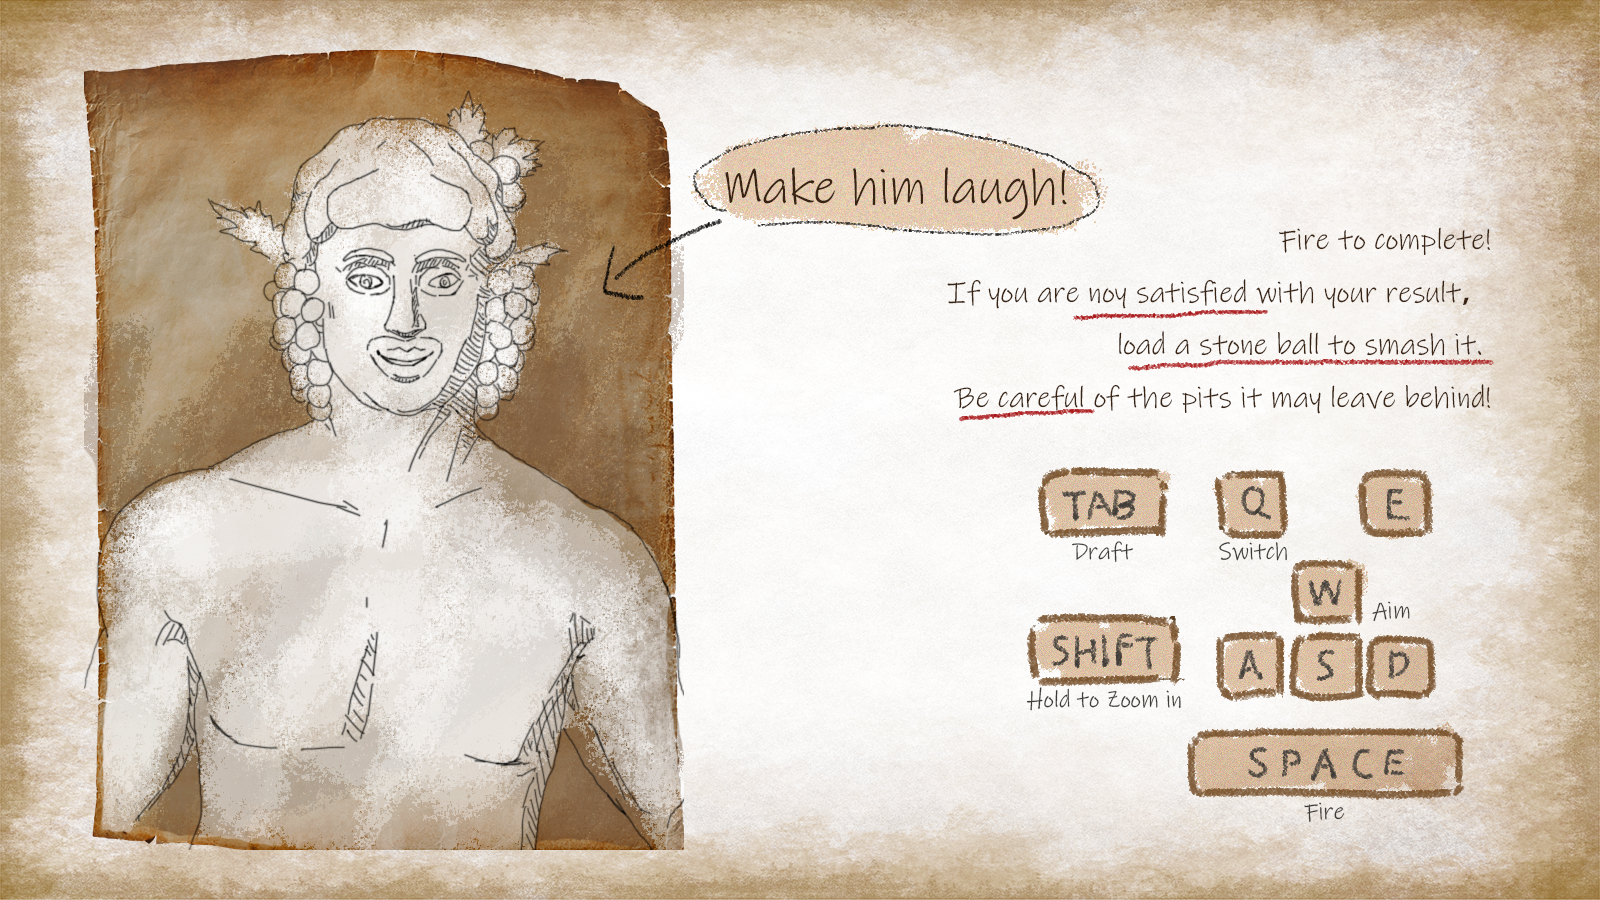 Make him laugh!
Fire to complete!
If you are noy satisfied with your result,
load a stone ball to smash it.
Be careful of the pits it may leave behind!
TAB Q E
Draft Switch
W Aim
SHIFT A S D
Hold to Zoom in
SPACE
Fire